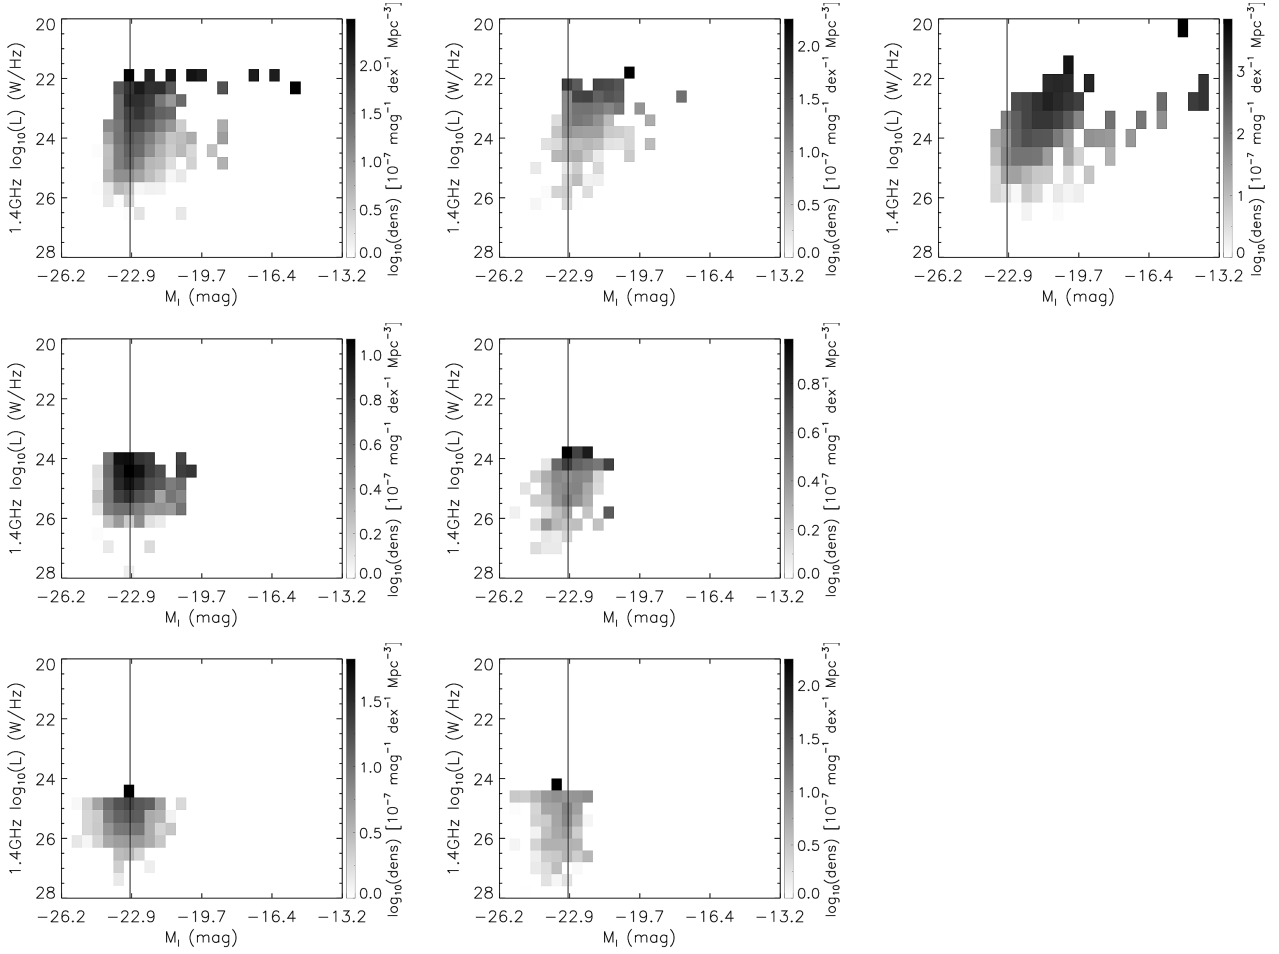 20
22
24
26
28
1.4GHz log₁₀(L) (W/Hz)
−26.2 −22.9 −19.7 −16.4 −13.2
M_I (mag)
2.0
1.5
1.0
0.5
0.0
log₁₀(dens) [10⁻⁷ mag⁻¹ dex⁻¹ Mpc⁻³]
20
22
24
26
28
1.4GHz log₁₀(L) (W/Hz)
−26.2 −22.9 −19.7 −16.4 −13.2
M_I (mag)
2.0
1.5
1.0
0.5
0.0
log₁₀(dens) [10⁻⁷ mag⁻¹ dex⁻¹ Mpc⁻³]
20
22
24
26
28
1.4GHz log₁₀(L) (W/Hz)
−26.2 −22.9 −19.7 −16.4 −13.2
M_I (mag)
3
2
1
0
log₁₀(dens) [10⁻⁷ mag⁻¹ dex⁻¹ Mpc⁻³]
20
22
24
26
28
1.4GHz log₁₀(L) (W/Hz)
−26.2 −22.9 −19.7 −16.4 −13.2
M_I (mag)
1.0
0.8
0.6
0.4
0.2
0.0
log₁₀(dens) [10⁻⁷ mag⁻¹ dex⁻¹ Mpc⁻³]
20
22
24
26
28
1.4GHz log₁₀(L) (W/Hz)
−26.2 −22.9 −19.7 −16.4 −13.2
M_I (mag)
0.8
0.6
0.4
0.2
0.0
log₁₀(dens) [10⁻⁷ mag⁻¹ dex⁻¹ Mpc⁻³]
20
22
24
26
28
1.4GHz log₁₀(L) (W/Hz)
−26.2 −22.9 −19.7 −16.4 −13.2
M_I (mag)
1.5
1.0
0.5
0.0
log₁₀(dens) [10⁻⁷ mag⁻¹ dex⁻¹ Mpc⁻³]
20
22
24
26
28
1.4GHz log₁₀(L) (W/Hz)
−26.2 −22.9 −19.7 −16.4 −13.2
M_I (mag)
2.0
1.5
1.0
0.5
0.0
log₁₀(dens) [10⁻⁷ mag⁻¹ dex⁻¹ Mpc⁻³]